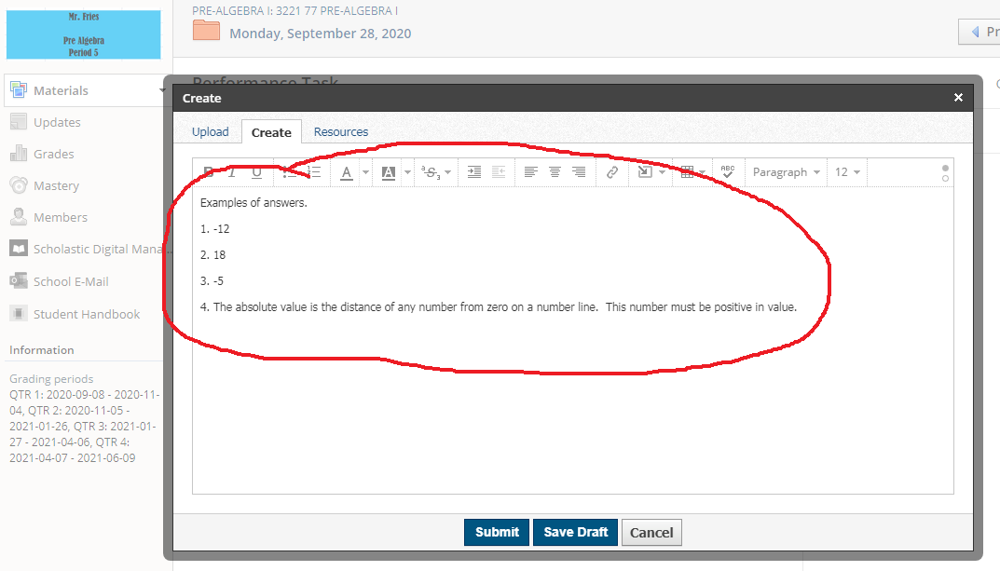 Mr. Fries
Pre Algebra
Period 5
PRE-ALGEBRA I: 3221 77 PRE-ALGEBRA I
Monday, September 28, 2020
Materials
Updates
Grades
Mastery
Members
Scholastic Digital Mana...
School E-Mail
Student Handbook
Information
Grading periods
QTR 1: 2020-09-08 - 2020-11-
04, QTR 2: 2020-11-05 -
2021-01-26, QTR 3: 2021-01-
27 - 2021-04-06, QTR 4:
2021-04-07 - 2021-06-09
Performance Task
Create
Upload Create Resources
B I U A A ABC Paragraph 12
Examples of answers.
1. -12
2. 18
3. -5
4. The absolute value is the distance of any number from zero on a number line.  This number must be positive in value.
Submit Save Draft Cancel